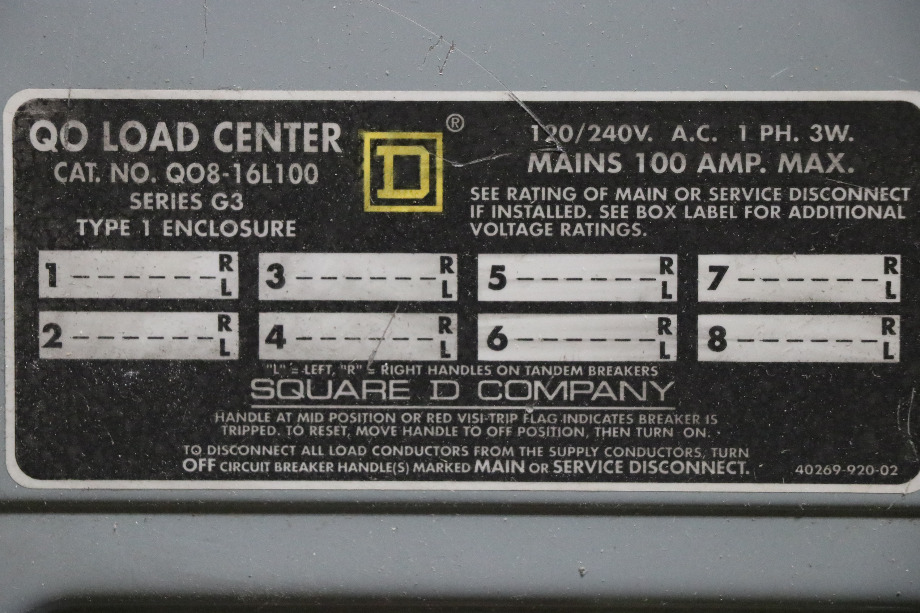 QO LOAD CENTER
CAT. NO. QO8-16L100
SERIES G3
TYPE 1 ENCLOSURE
D
®
120/240V. A.C. 1 PH. 3W.
MAINS 100 AMP. MAX.
SEE RATING OF MAIN OR SERVICE DISCONNECT
IF INSTALLED. SEE BOX LABEL FOR ADDITIONAL
VOLTAGE RATINGS.
1 R L
3 R L
5 R L
7 R L
2 R L
4 R L
6 R L
8 R L
"L" = LEFT, "R" = RIGHT HANDLES ON TANDEM BREAKERS
SQUARE D COMPANY
HANDLE AT MID POSITION OR RED VISI-TRIP FLAG INDICATES BREAKER IS
TRIPPED. TO RESET, MOVE HANDLE TO OFF POSITION, THEN TURN ON.
TO DISCONNECT ALL LOAD CONDUCTORS FROM THE SUPPLY CONDUCTORS, TURN
OFF CIRCUIT BREAKER HANDLE(S) MARKED MAIN OR SERVICE DISCONNECT.
40269-920-02